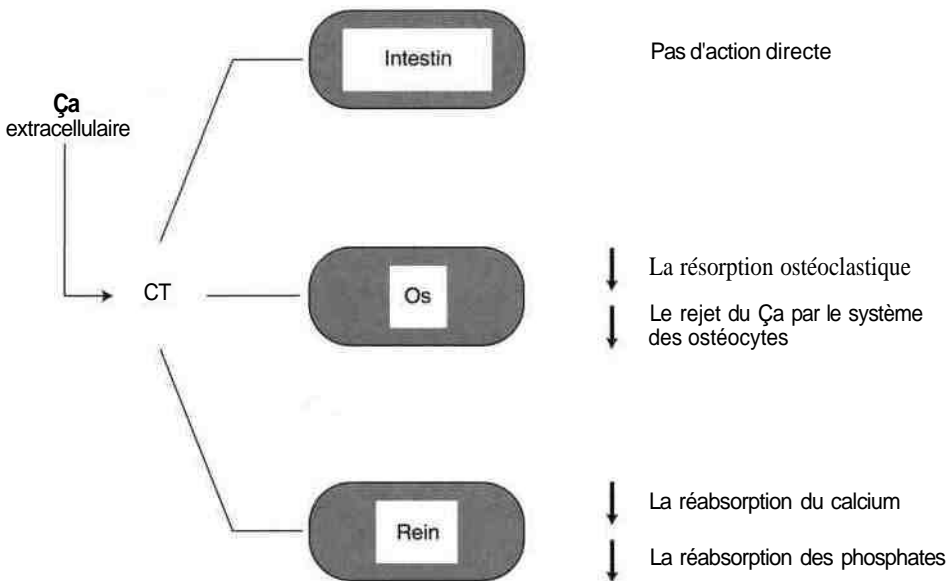 Intestin
Pas d'action directe
Ça
extracellulaire
CT
Os
La résorption ostéoclastique
Le rejet du Ça par le système
des ostéocytes
Rein
La réabsorption du calcium
La réabsorption des phosphates